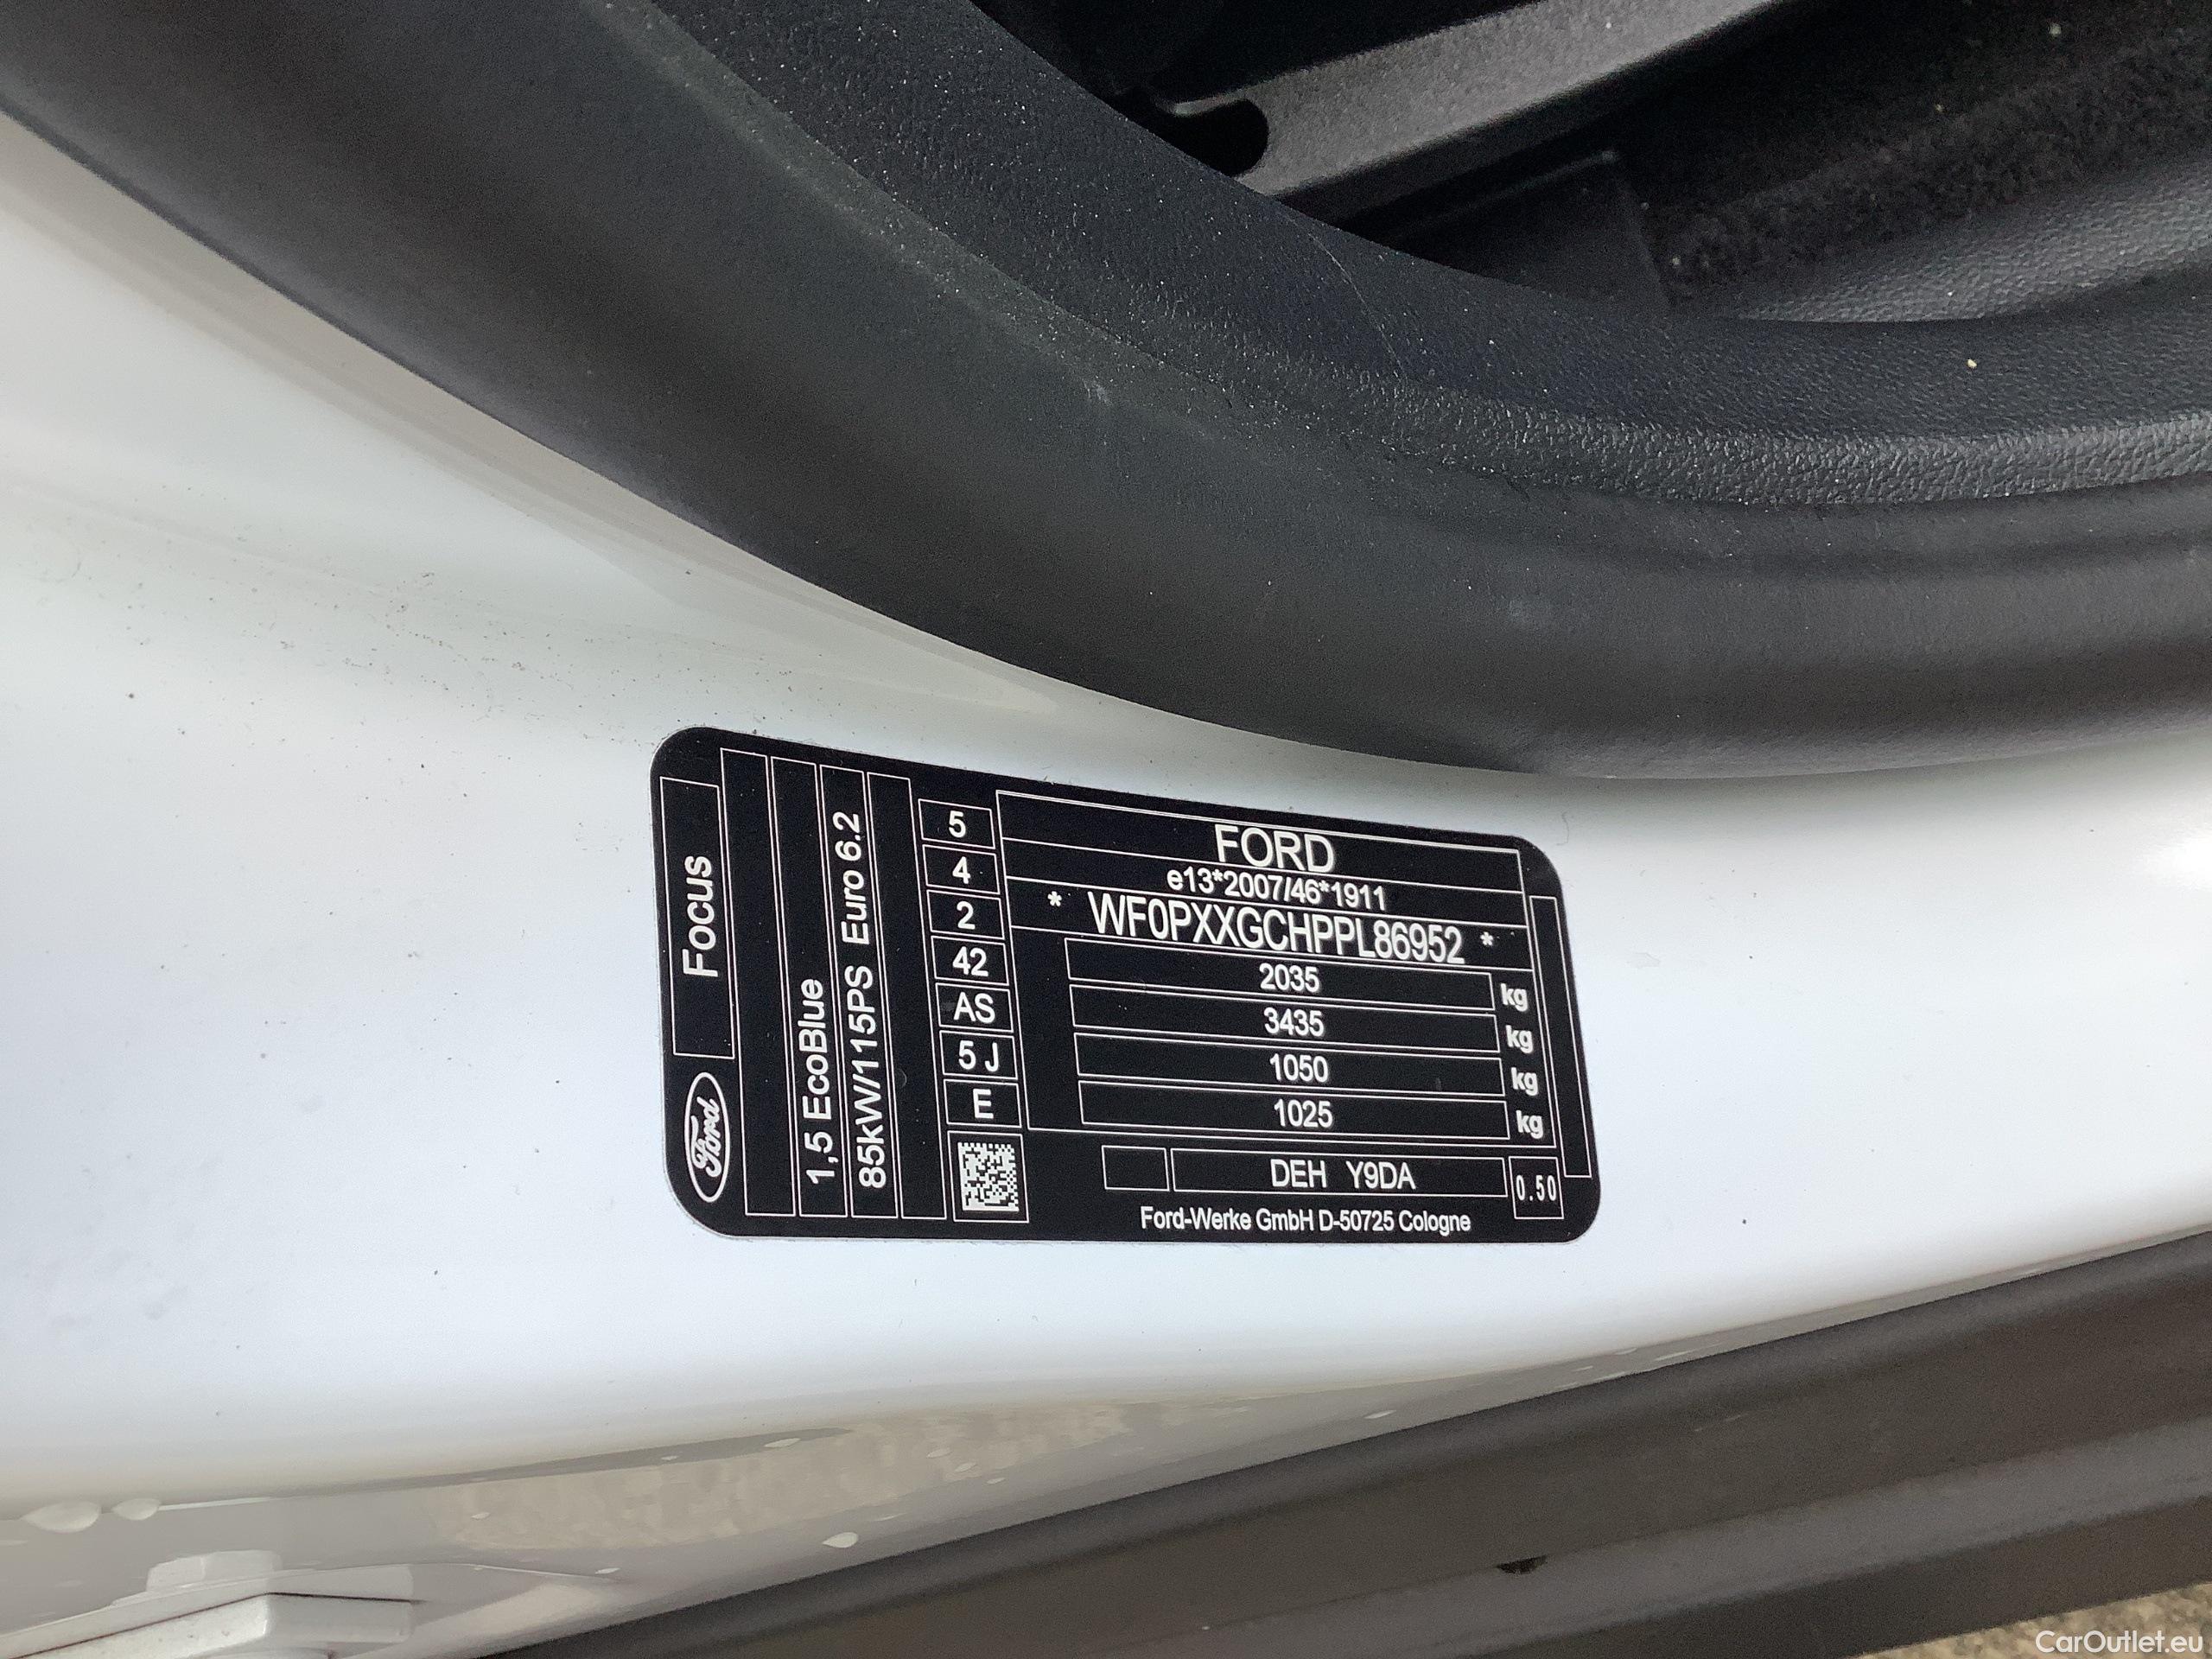 FORD
e13*2007/46*1911
* WF0PXXGCHPPL86952 *
2035 kg
3435 kg
1050 kg
1025 kg
DEH Y9DA
0.50
Ford-Werke GmbH D-50725 Cologne
5
4
2
42
AS
5 J
E
Ford
Focus
1,5 EcoBlue
85kW/115PS Euro 6.2
CarOutlet.eu